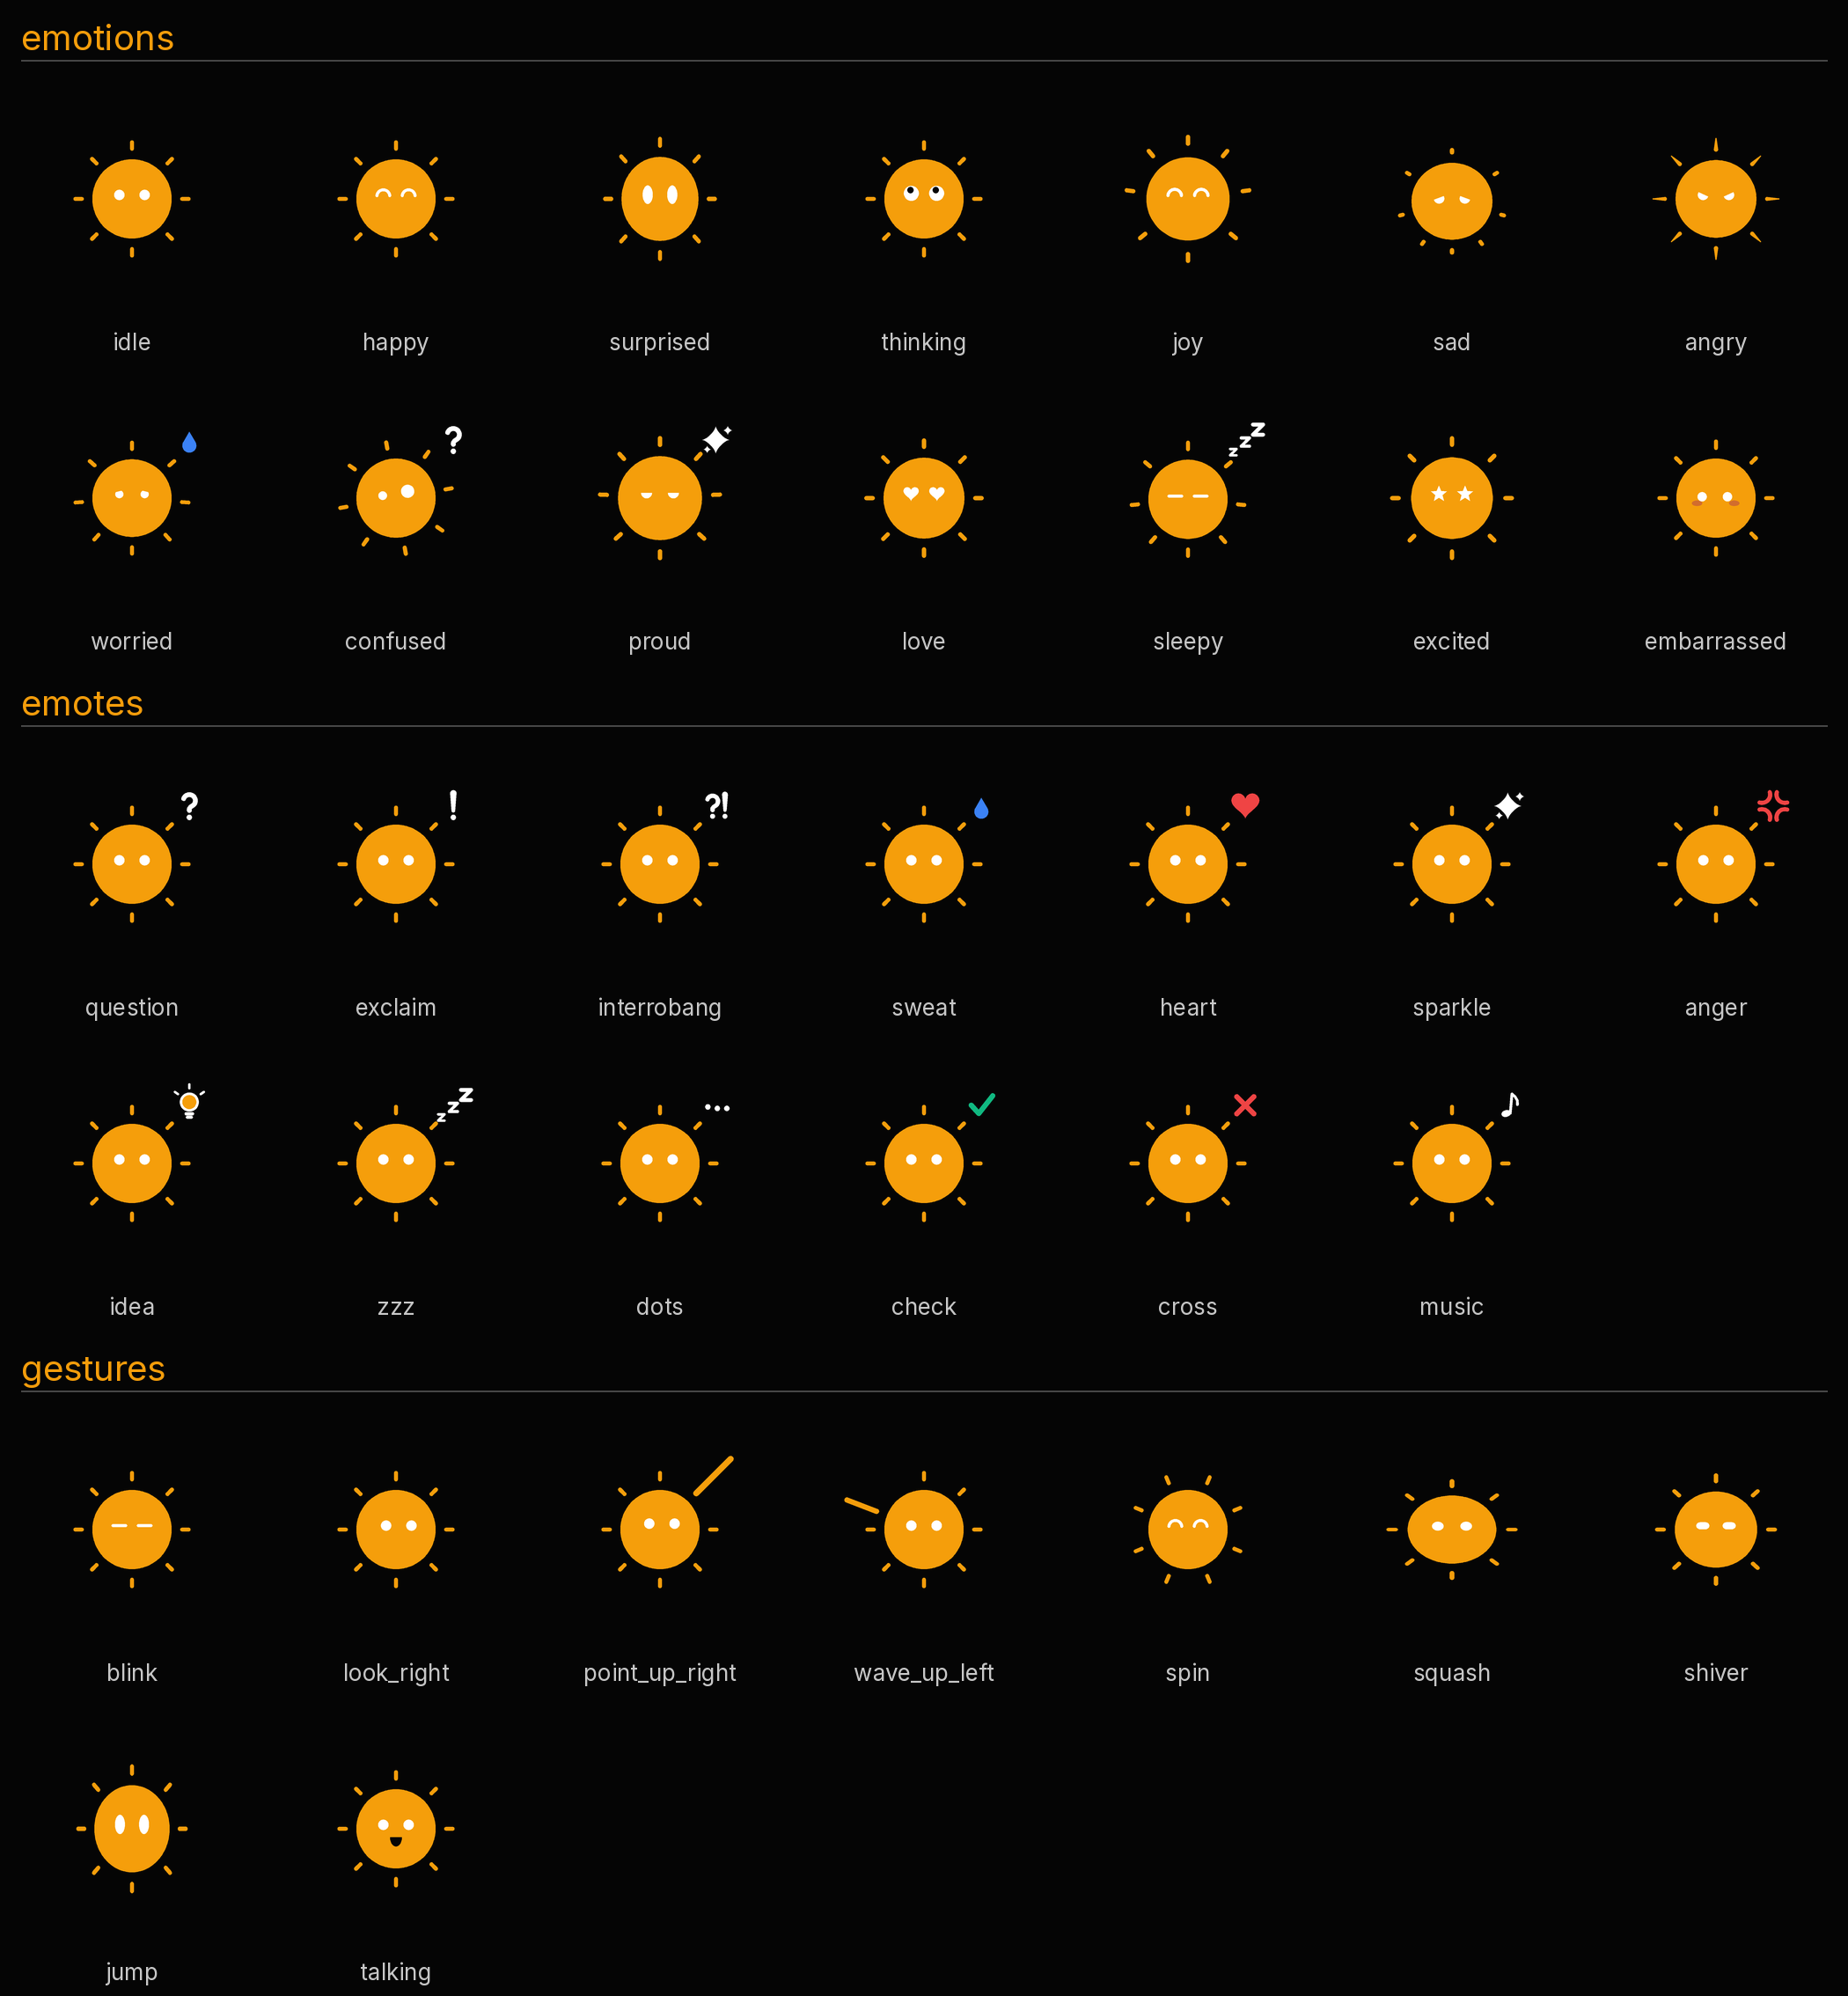 emotions
idle happy surprised thinking joy sad angry
?
zzz
worried confused proud love sleepy excited embarrassed
emotes
? ! ?!
question exclaim interrobang sweat heart sparkle anger
zzz ...
idea zzz dots check cross music
gestures
blink look_right point_up_right wave_up_left spin squash shiver
jump talking